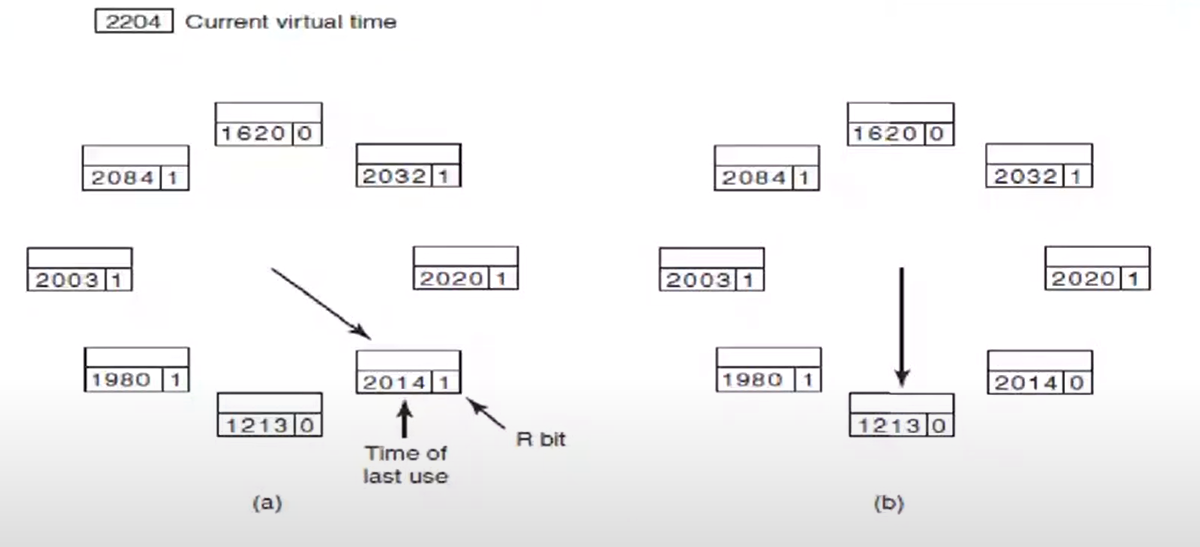 2204 Current virtual time
1620 0
2084 1
2032 1
2003 1
2020 1
1980 1
2014 1
1213 0
Time of
last use
R bit
(a)
1620 0
2084 1
2032 1
2003 1
2020 1
1980 1
2014 0
1213 0
(b)